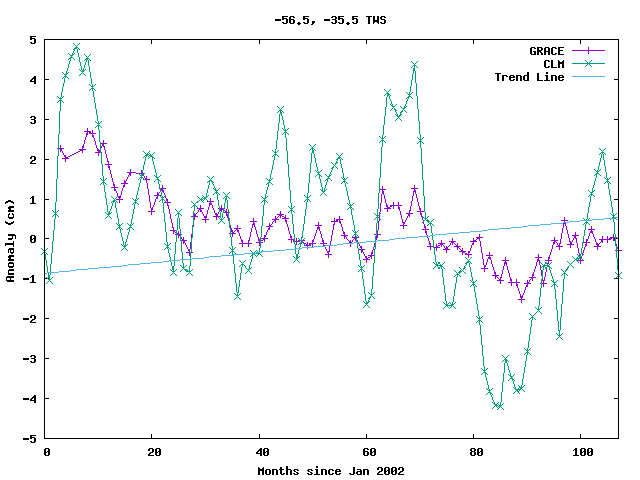 -56.5, -35.5 TWS
GRACE
CLM
Trend Line
5
4
3
2
1
0
-1
-2
-3
-4
-5
Anomaly (cm)
0 20 40 60 80 100
Months since Jan 2002